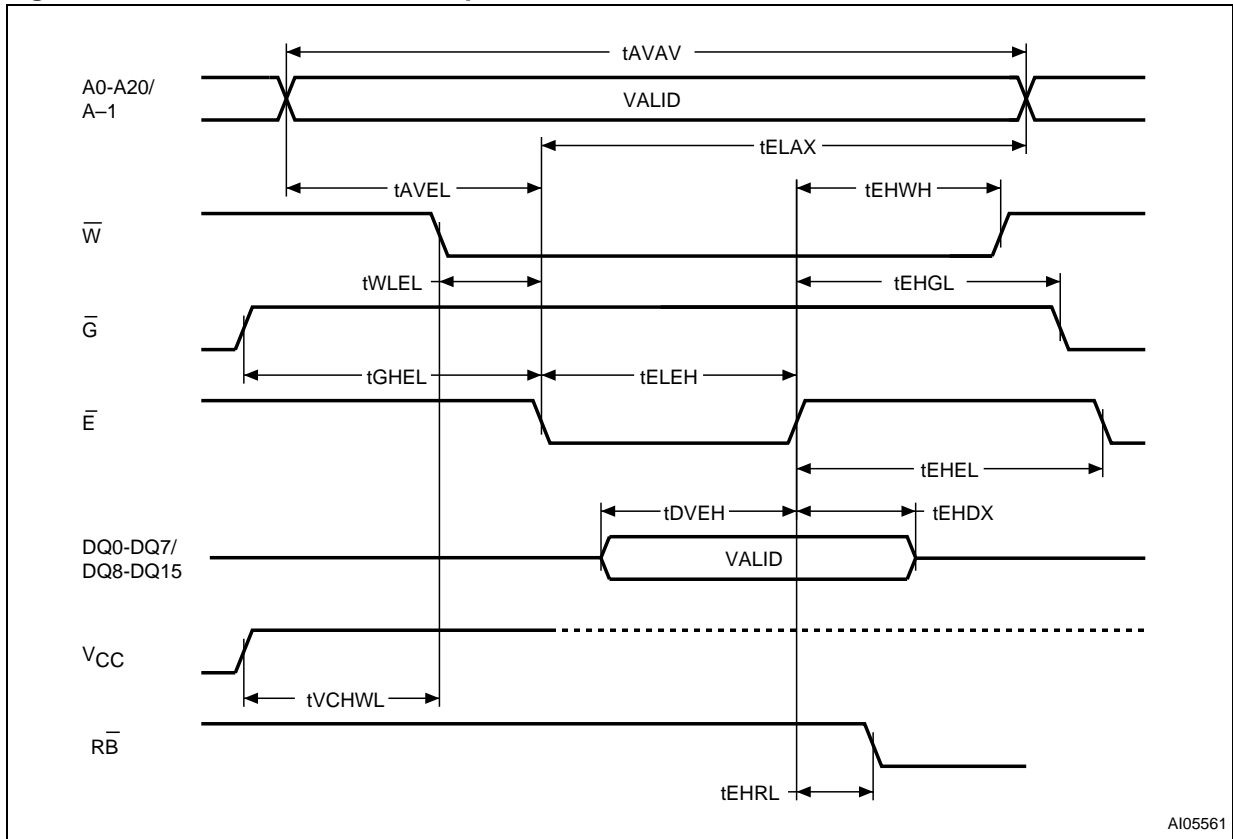 tAVAV
A0-A20/
A–1
VALID
tELAX
tAVEL
tEHWH
W̅
tWLEL
tEHGL
G̅
tGHEL
tELEH
E̅
tEHEL
tDVEH
tEHDX
DQ0-DQ7/
DQ8-DQ15
VALID
VCC
tVCHWL
RB̅
tEHRL
AI05561